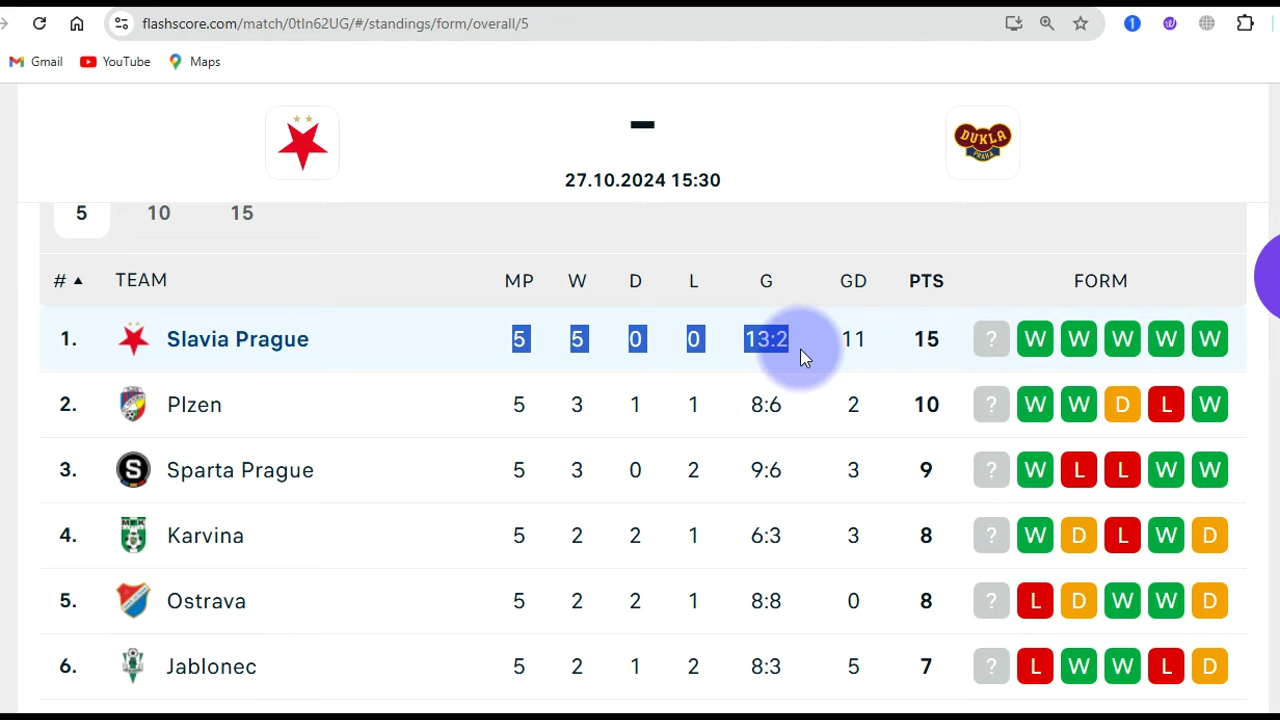 flashscore.com/match/0tIn62UG/#/standings/form/overall/5
Gmail YouTube Maps
DUKLA
PRAHA
27.10.2024 15:30
5 10 15
# TEAM MP W D L G GD PTS FORM
1. Slavia Prague 5 5 0 0 13:2 11 15 ? W W W W W
2. Plzen 5 3 1 1 8:6 2 10 ? W W D L W
3. S Sparta Prague 5 3 0 2 9:6 3 9 ? W L L W W
4. Karvina 5 2 2 1 6:3 3 8 ? W D L W D
5. Ostrava 5 2 2 1 8:8 0 8 ? L D W W D
6. Jablonec 5 2 1 2 8:3 5 7 ? L W W L D